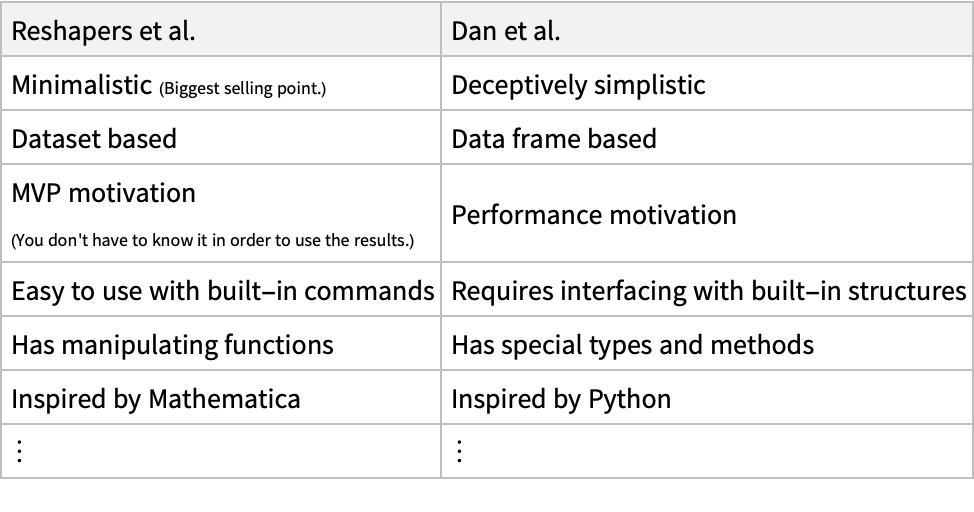 Reshapers et al. Dan et al.
Minimalistic (Biggest selling point.) Deceptively simplistic
Dataset based Data frame based
MVP motivation
(You don't have to know it in order to use the results.) Performance motivation
Easy to use with built–in commands Requires interfacing with built–in structures
Has manipulating functions Has special types and methods
Inspired by Mathematica Inspired by Python
⋮ ⋮